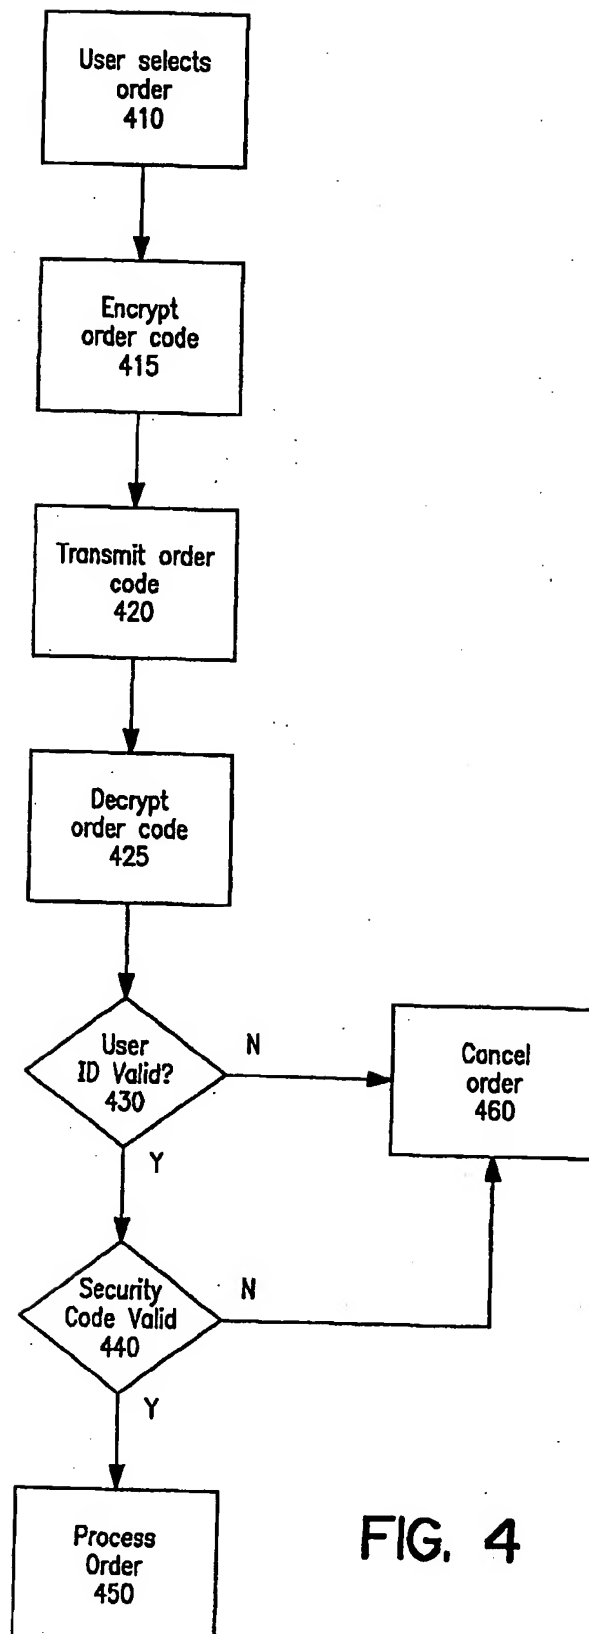 User selects
order
410
Encrypt
order code
415
Transmit order
code
420
Decrypt
order code
425
User
ID Valid?
430
N
Cancel
order
460
Y
Security
Code Valid
440
N
Y
Process
Order
450
FIG. 4